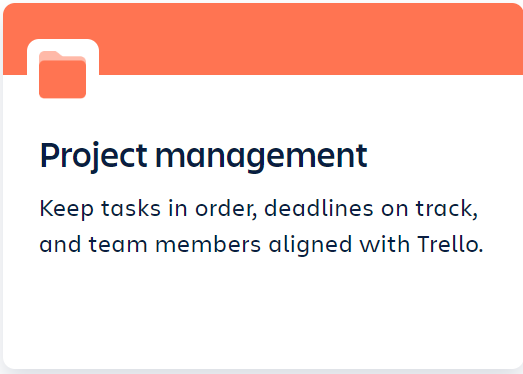 Project management
Keep tasks in order, deadlines on track,
and team members aligned with Trello.